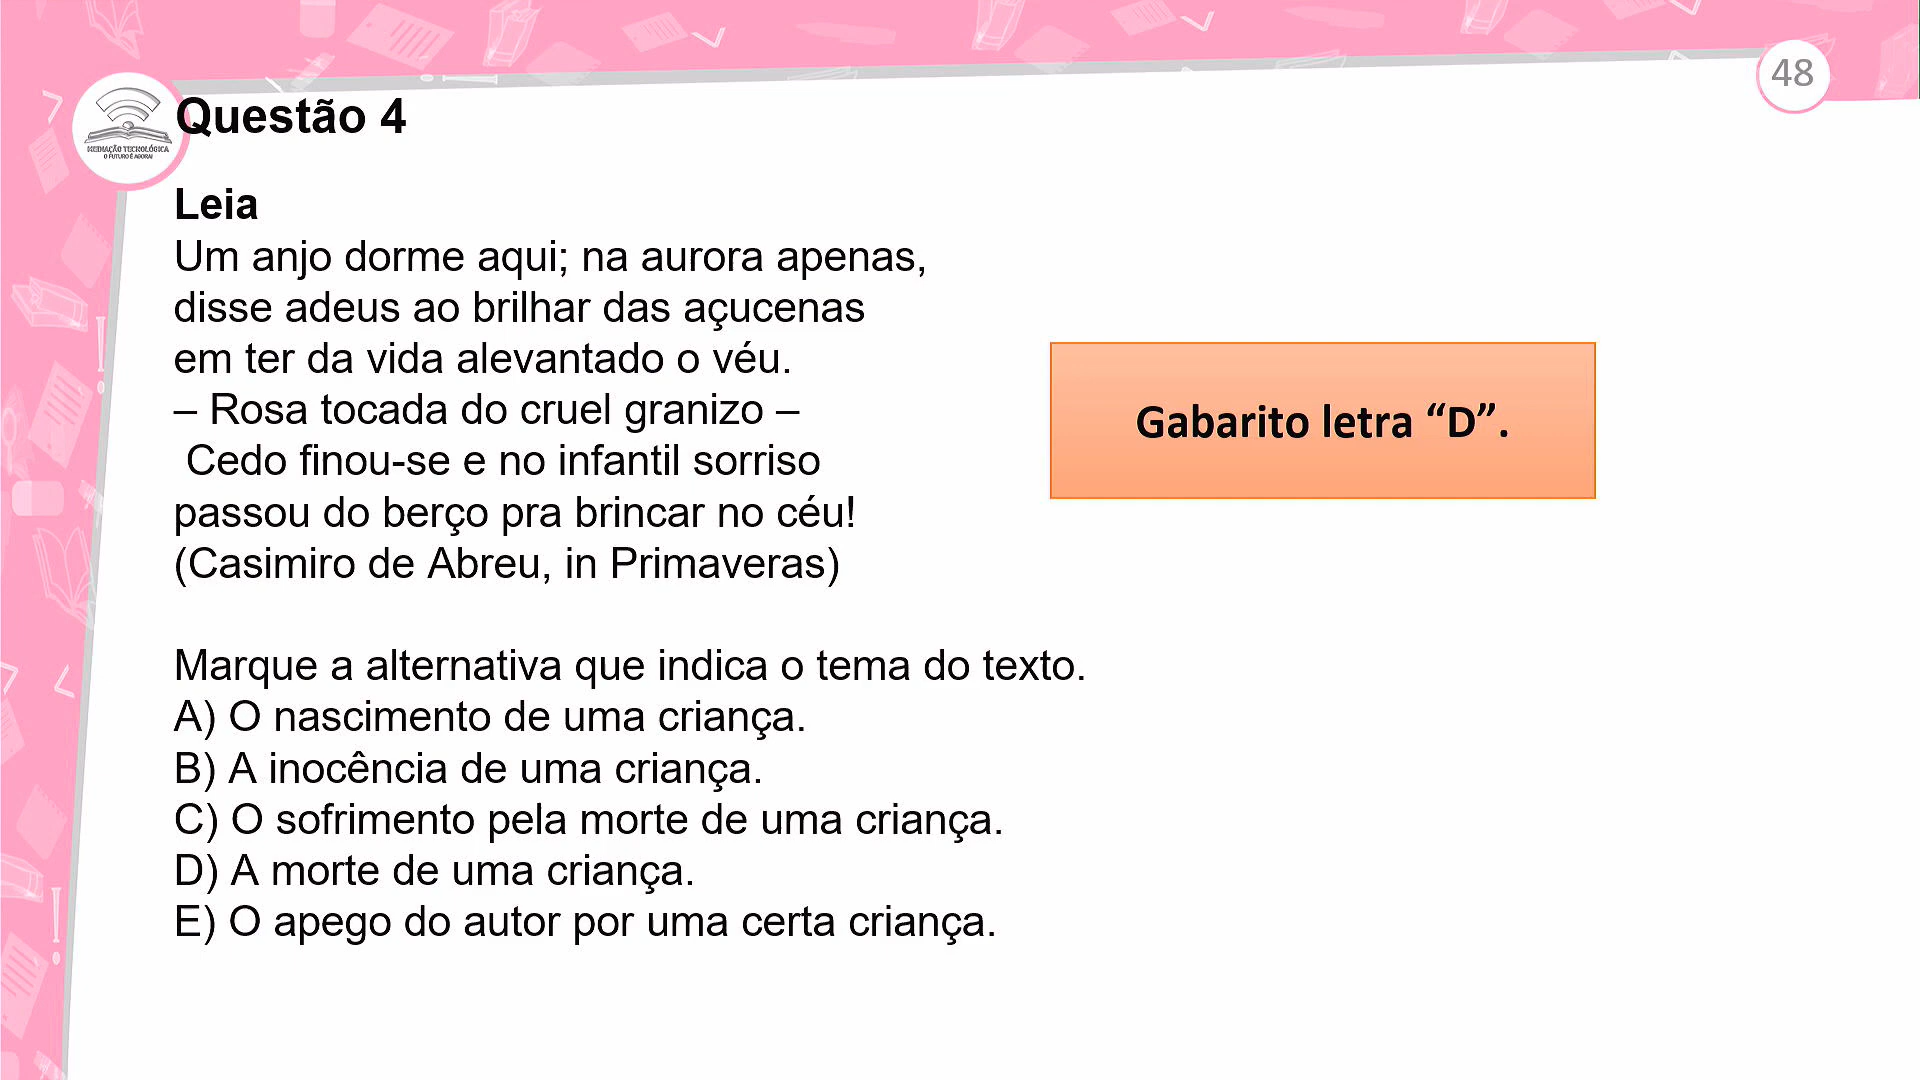 48
MEDIAÇÃO TECNOLÓGICA
O FUTURO É AGORA!
Questão 4
Leia
Um anjo dorme aqui; na aurora apenas,
disse adeus ao brilhar das açucenas
em ter da vida alevantado o véu.
– Rosa tocada do cruel granizo –
Cedo finou-se e no infantil sorriso
passou do berço pra brincar no céu!
(Casimiro de Abreu, in Primaveras)
Gabarito letra “D”.
Marque a alternativa que indica o tema do texto.
A) O nascimento de uma criança.
B) A inocência de uma criança.
C) O sofrimento pela morte de uma criança.
D) A morte de uma criança.
E) O apego do autor por uma certa criança.